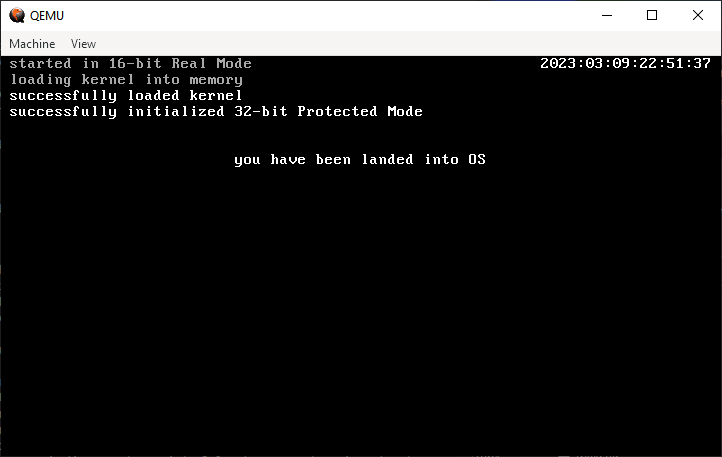 QEMU
Machine View
started in 16-bit Real Mode 2023:03:09:22:51:37
loading kernel into memory
successfully loaded kernel
successfully initialized 32-bit Protected Mode
you have been landed into OS